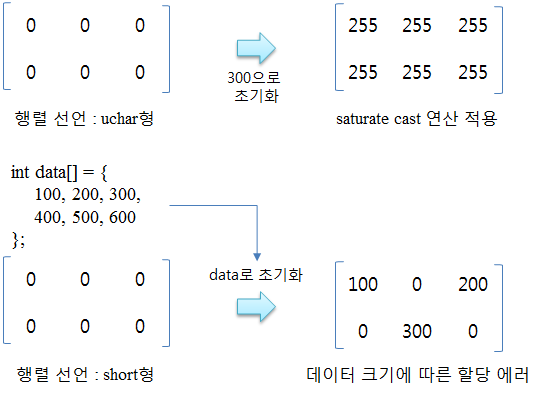 0 0 0
0 0 0
행렬 선언 : uchar형
300으로
초기화
255 255 255
255 255 255
saturate cast 연산 적용
int data[] = {
100, 200, 300,
400, 500, 600
};
0 0 0
0 0 0
행렬 선언 : short형
data로 초기화
100 0 200
0 300 0
데이터 크기에 따른 할당 에러